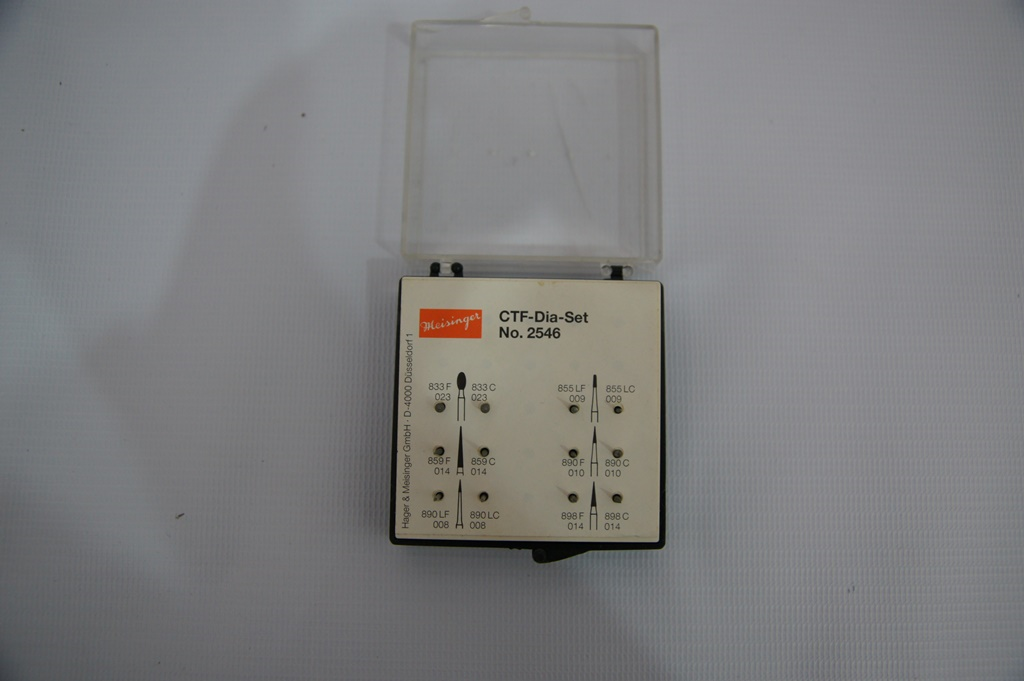 Meisinger
CTF-Dia-Set
No. 2546
Hager & Meisinger GmbH · D-4000 Düsseldorf 1
833 F 833 C
023 023
859 F 859 C
014 014
890 LF 890 LC
008 008
855 LF 855 LC
009 009
890 F 890 C
010 010
898 F 898 C
014 014